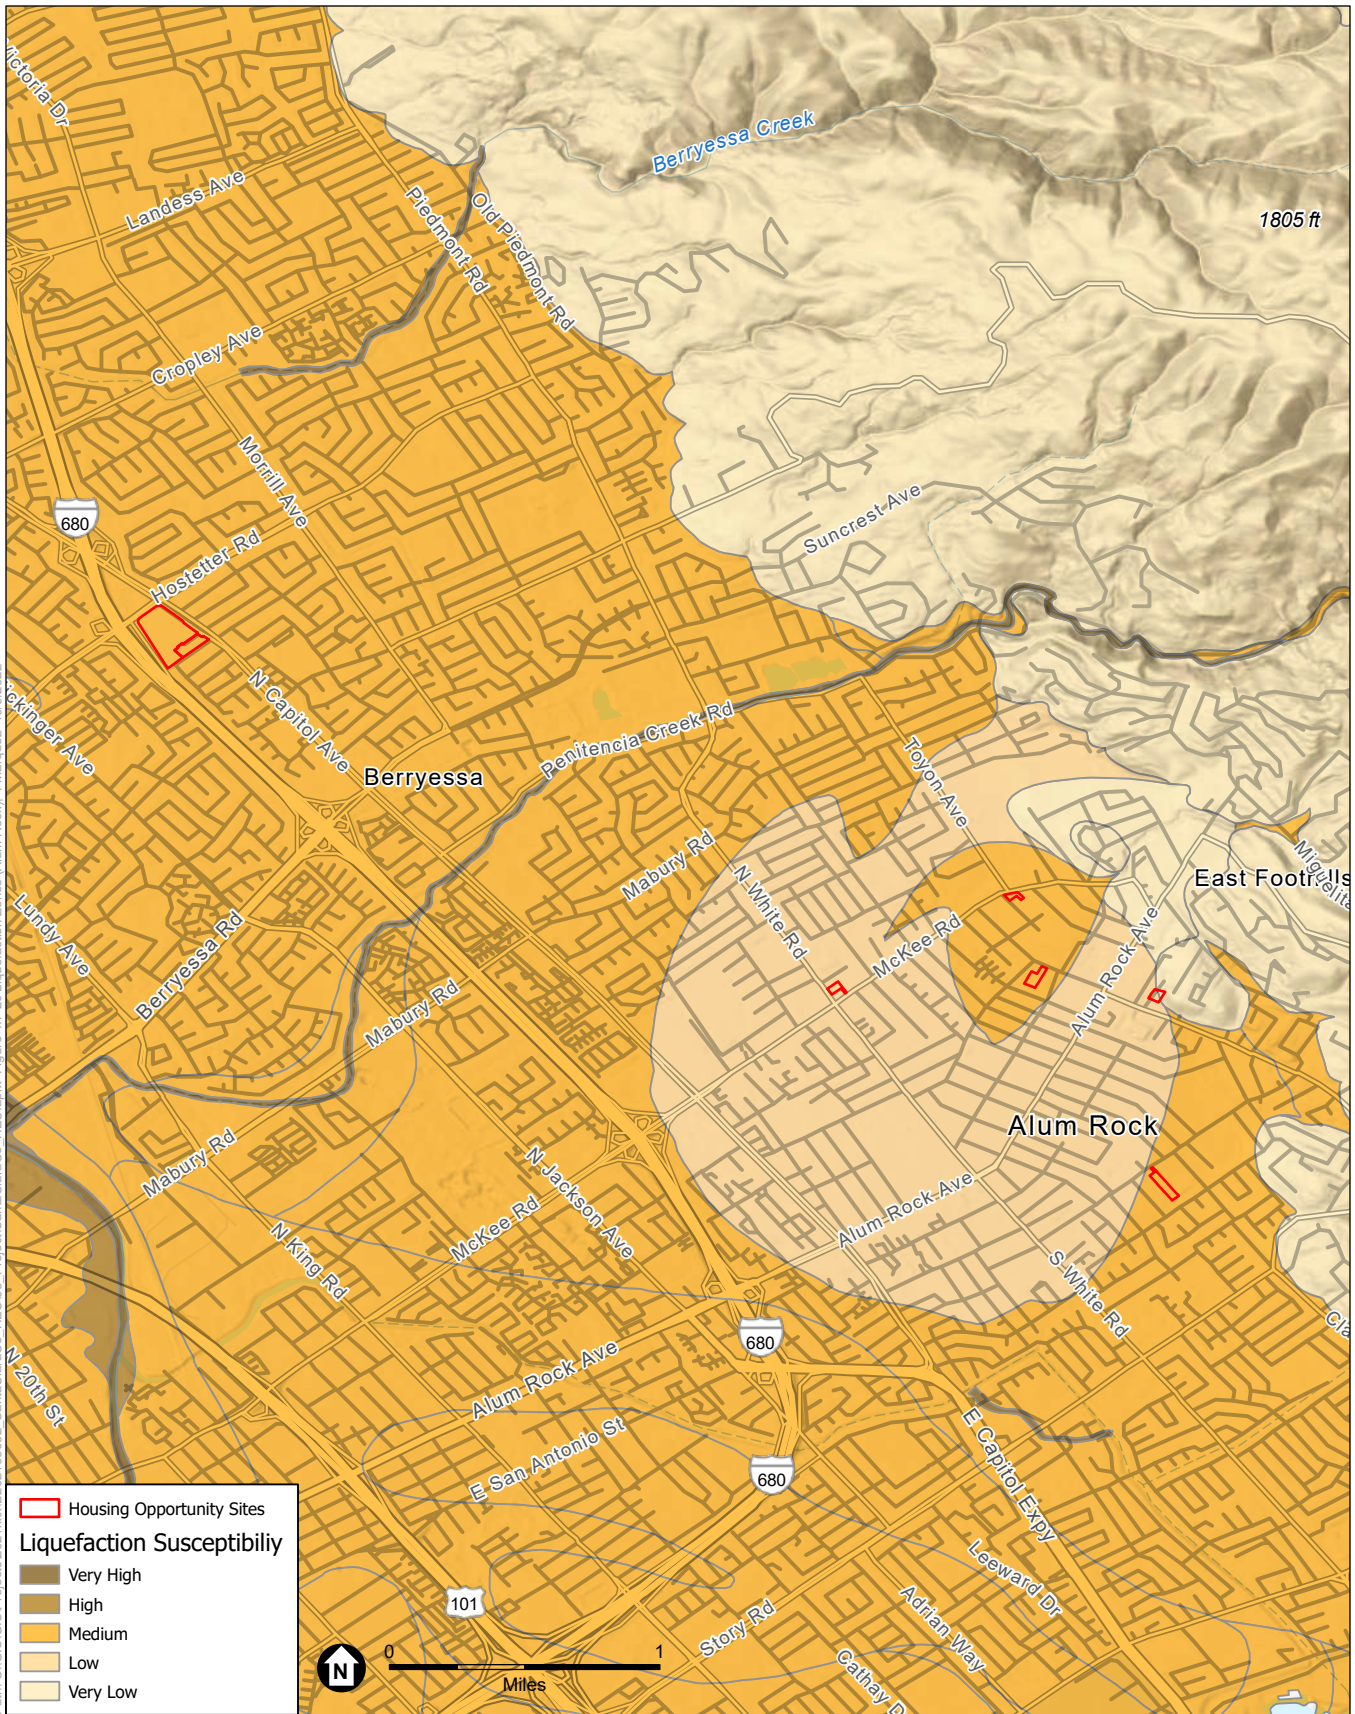 Victoria Dr
Berryessa Creek
Landess Ave
Piedmont Rd
Old Piedmont Rd
1805 ft
Cropley Ave
Morrill Ave
Suncrest Ave
680
Hostetter Rd
N Capitol Ave
Penitencia Creek Rd
Toyon Ave
Berryessa
Mabury Rd
N White Rd
East Foothills
Lundy Ave
Berryessa Rd
McKee Rd
Alum Rock Ave
Mabury Rd
Alum Rock
Mabury Rd
N Jackson Ave
McKee Rd
Alum Rock Ave
N King Rd
S White Rd
680
N 20th St
Alum Rock Ave
E San Antonio St
E Capitol Expy
680
Leeward Dr
Adrian Way
Story Rd
101
Housing Opportunity Sites
Liquefaction Susceptibiliy
Very High
High
Medium
Low
Very Low
N
0
1
Miles